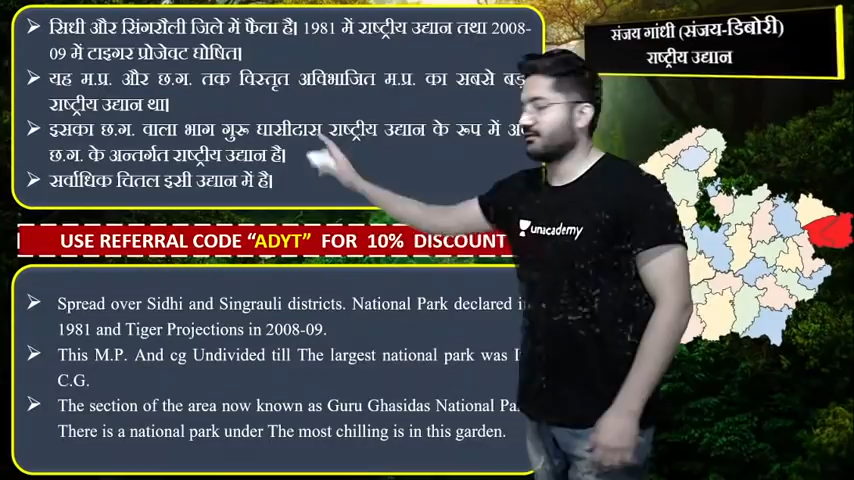 संजय गांधी (संजय-डिबोरी)
राष्ट्रीय उद्यान
➢ सिधी और सिंगरौली जिले में फैला है। 1981 में राष्ट्रीय उद्यान तथा 2008-
09 में टाइगर प्रोजेक्ट घोषित।
➢ यह म.प्र. और छ.ग. तक विस्तृत अविभाजित म.प्र. का सबसे
राष्ट्रीय उद्यान था।
➢ इसका छ.ग. वाला भाग गुरू घासीदास राष्ट्रीय उद्यान के रूप में
छ.ग. के अन्तर्गत राष्ट्रीय उद्यान है।
➢ सर्वाधिक चितल इसी उद्यान में है।
USE REFERRAL CODE “ADYT” FOR 10% DISCOUNT
unacademy
➢ Spread over Sidhi and Singrauli districts. National Park declared
1981 and Tiger Projections in 2008-09.
➢ This M.P. And cg Undivided till The largest national park was
C.G.
➢ The section of the area now known as Guru Ghasidas National
There is a national park under The most chilling is in this garden.